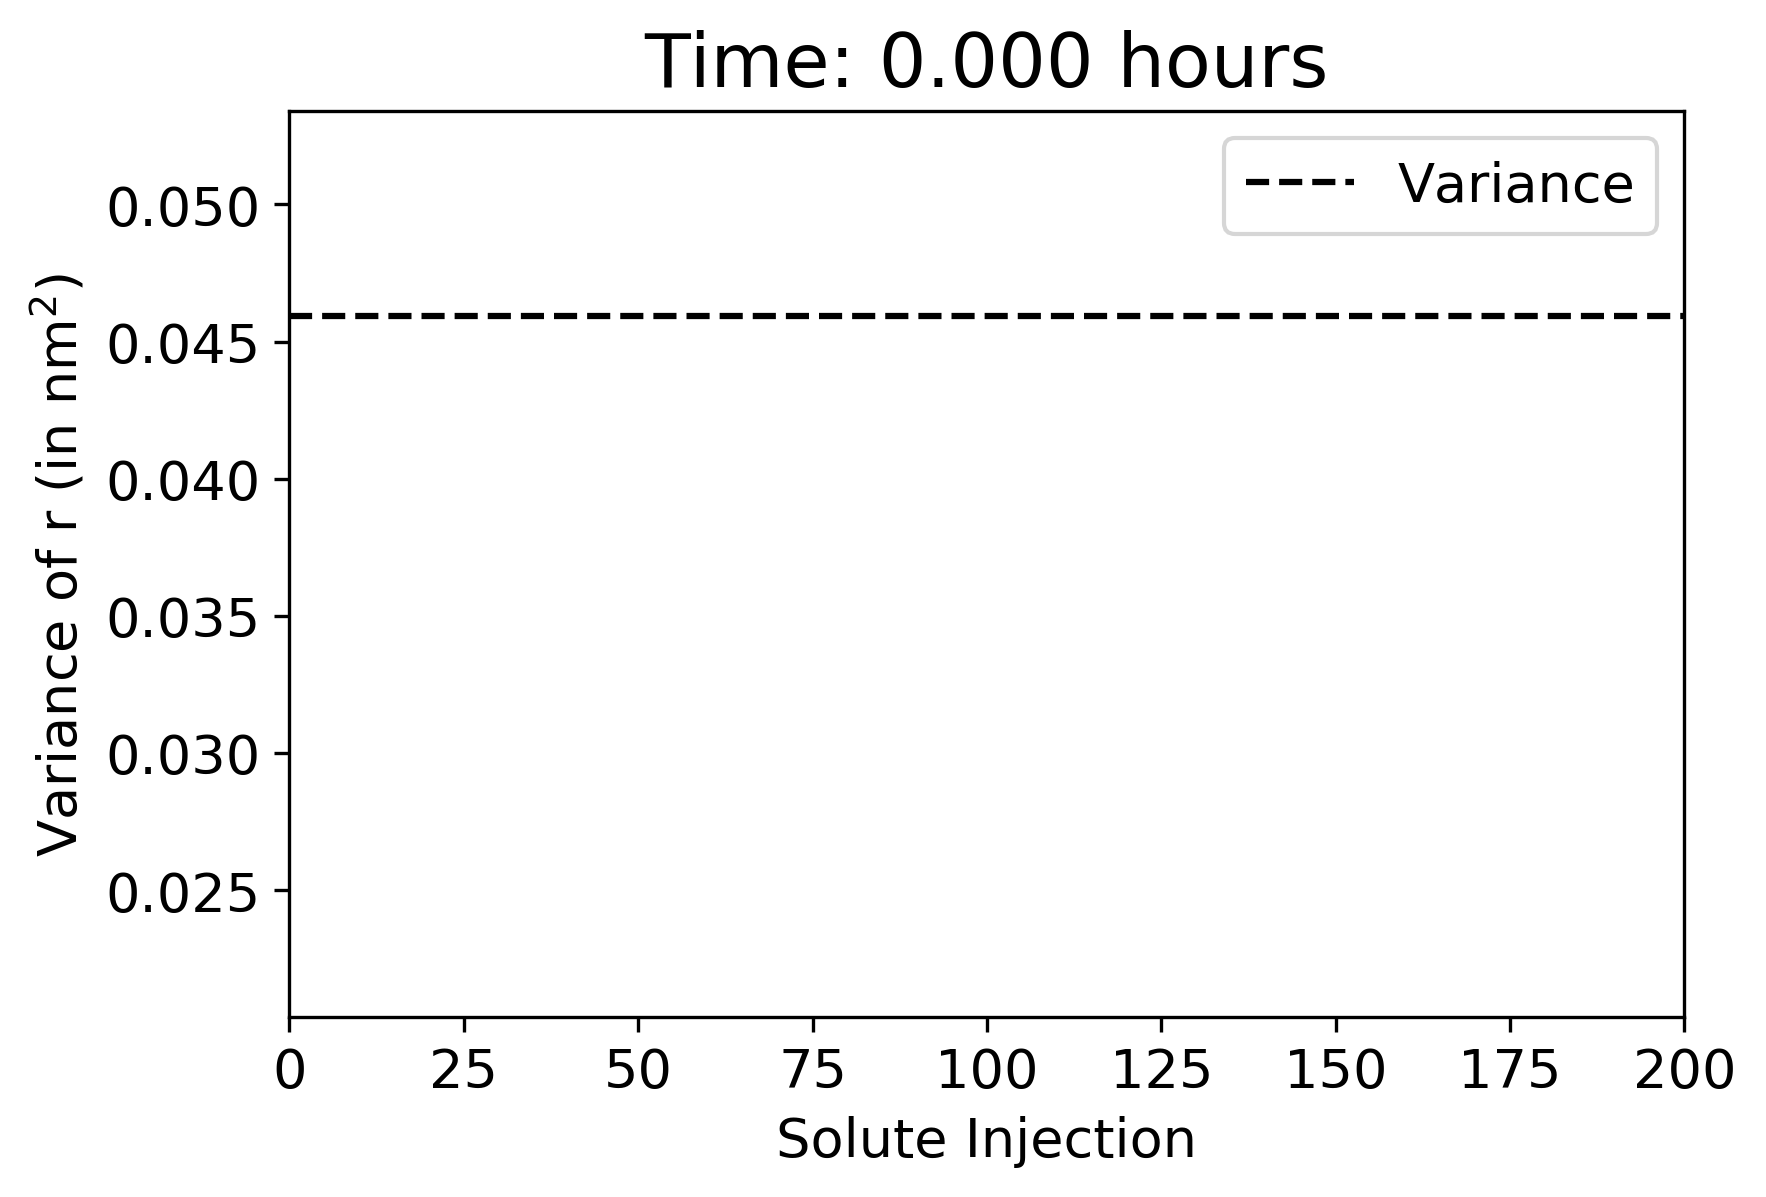 Time: 0.000 hours
Variance
Variance of r (in nm²)
0.050
0.045
0.040
0.035
0.030
0.025
0 25 50 75 100 125 150 175 200
Solute Injection